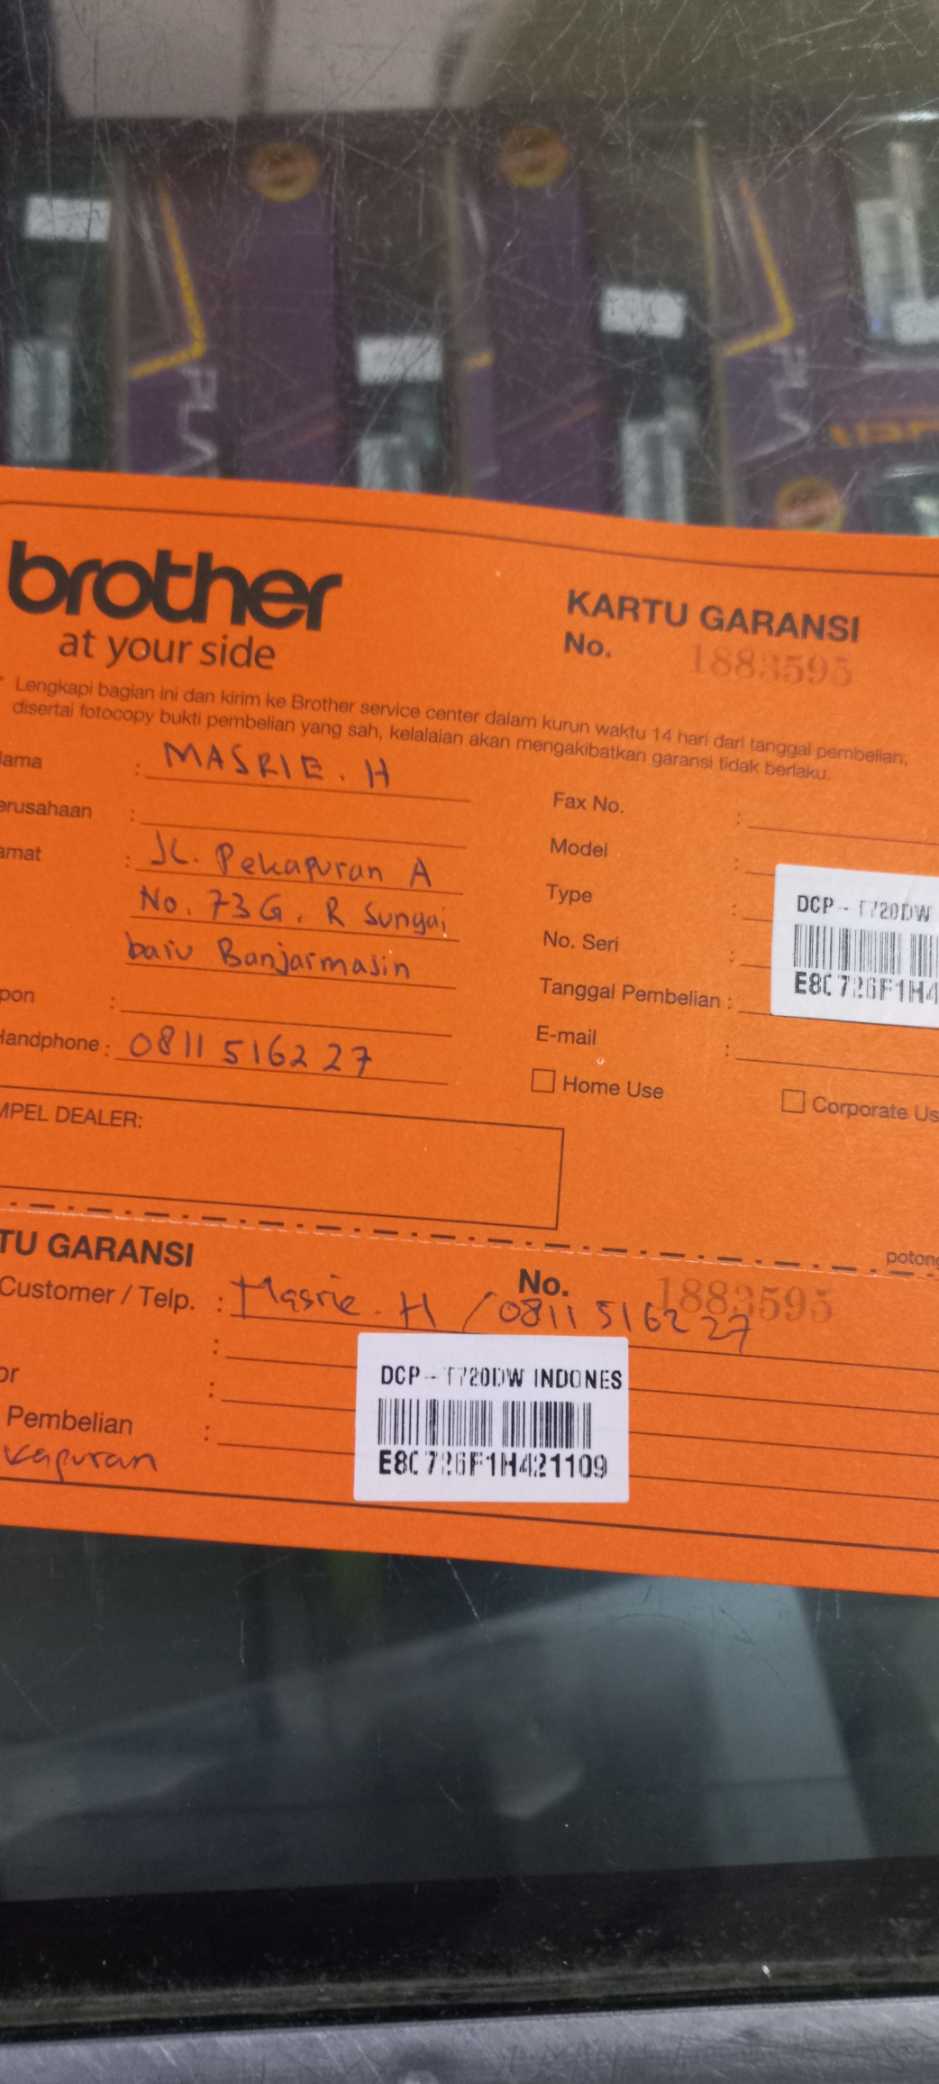 brother
at your side
KARTU GARANSI
No. 1883595
Lengkapi bagian ini dan kirim ke Brother service center dalam kurun waktu 14 hari dari tanggal pembelian,
disertai fotocopy bukti pembelian yang sah, kelalaian akan mengakibatkan garansi tidak berlaku.
ama : MASRIE . H
erusahaan :
amat : JL. Pekapuran A
No. 73 G. R Sungai
baru Banjarmasin
pon :
Handphone : 0811 516227
Fax No. :
Model :
Type :
No. Seri :
Tanggal Pembelian :
E-mail :
DCP - T720DW
E8C726F1H4
Home Use
Corporate Us
MPEL DEALER:
potong
TU GARANSI
No. 1883595
Customer / Telp. : Masrie . H / 0811 516227
:
or :
Pembelian :
kapuran
DCP - T720DW INDONES
E8C726F1H421109